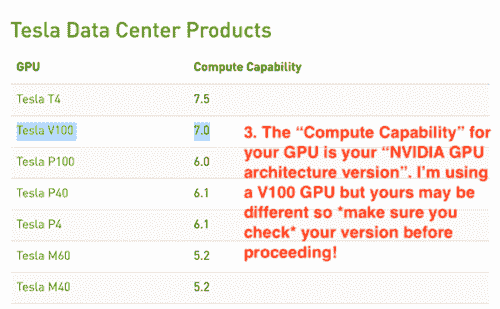 Tesla Data Center Products
GPU Compute Capability
Tesla T4 7.5
Tesla V100 7.0
Tesla P100 6.0
Tesla P40 6.1
Tesla P4 6.1
Tesla M60 5.2
Tesla M40 5.2
3. The “Compute Capability” for
your GPU is your “NVIDIA GPU
architecture version”. I’m using
a V100 GPU but yours may be
different so *make sure you
check* your version before
proceeding!